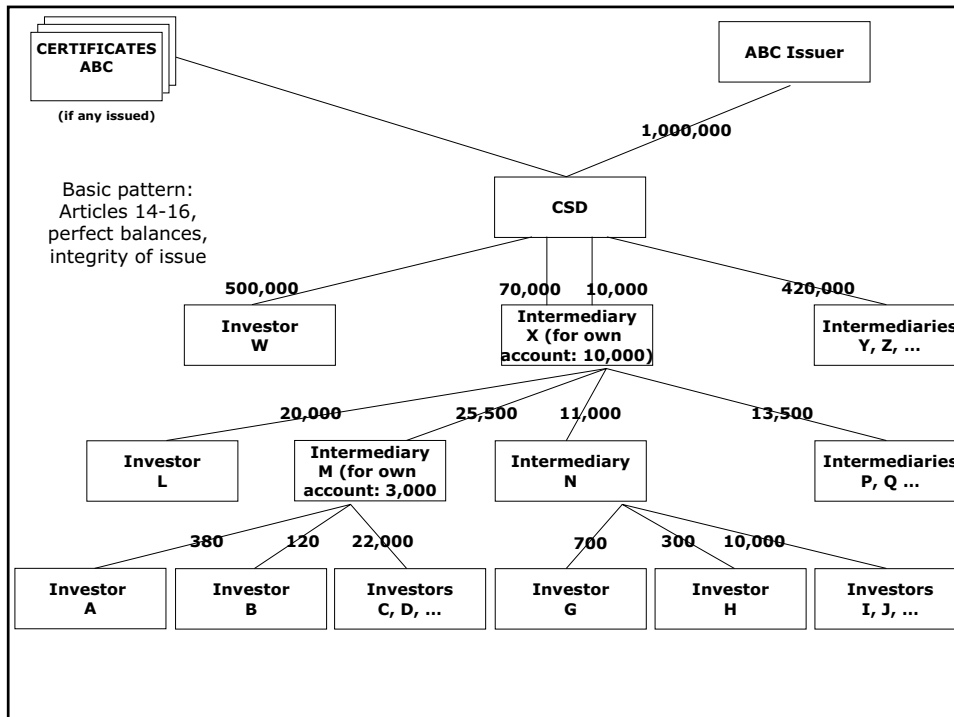 CERTIFICATES
ABC
(if any issued)
ABC Issuer
1,000,000
Basic pattern:
Articles 14-16,
perfect balances,
integrity of issue
CSD
500,000
70,000
10,000
420,000
Investor
W
Intermediary
X (for own
account: 10,000)
Intermediaries
Y, Z, ...
20,000
25,500
11,000
13,500
Investor
L
Intermediary
M (for own
account: 3,000
Intermediary
N
Intermediaries
P, Q ...
380
120
22,000
700
300
10,000
Investor
A
Investor
B
Investors
C, D, ...
Investor
G
Investor
H
Investors
I, J, ...